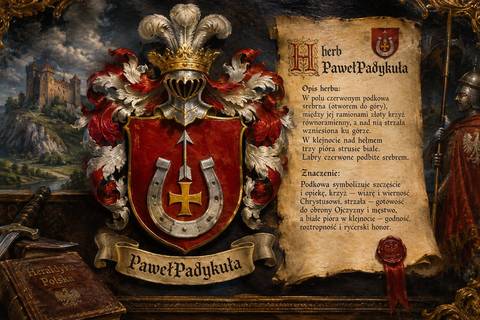 Herb
PawełPadykuła
Opis herbu:
W polu czerwonym podkowa
srebrna (otworem do góry),
między jej ramionami złoty krzyż
równoramienny, a nad nią strzała
wzniesiona ku górze.
W klejnocie nad hełmem
trzy pióra strusie białe.
Labry czerwone podbite srebrem.
Znaczenie:
Podkowa symbolizuje szczęście
i opiekę, krzyż – wiarę i wierność
Chrystusowi, strzała – gotowość
do obrony Ojczyzny i męstwo,
a białe pióra w klejnocie – godność,
roztropność i rycerski honor.
PawełPadykuła
Heraldyka
Polska